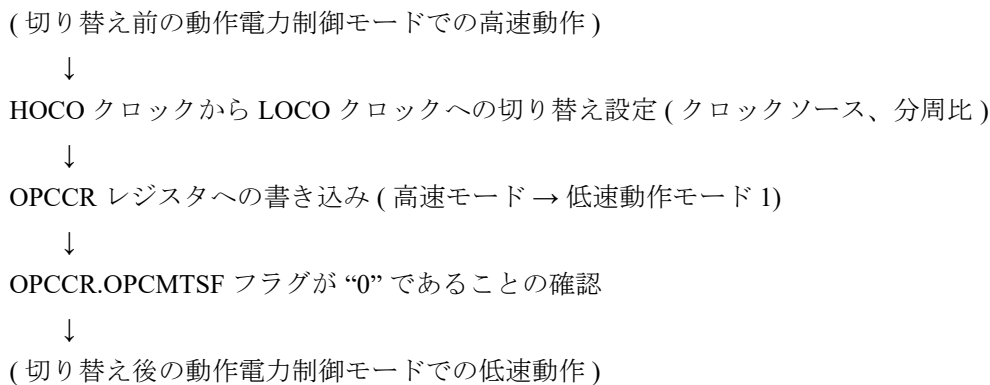 ( 切り替え前の動作電力制御モードでの高速動作 )
↓
HOCO クロックから LOCO クロックへの切り替え設定 ( クロックソース、分周比 )
↓
OPCCR レジスタへの書き込み ( 高速モード → 低速動作モード 1)
↓
OPCCR.OPCMTSF フラグが “0” であることの確認
↓
( 切り替え後の動作電力制御モードでの低速動作 )